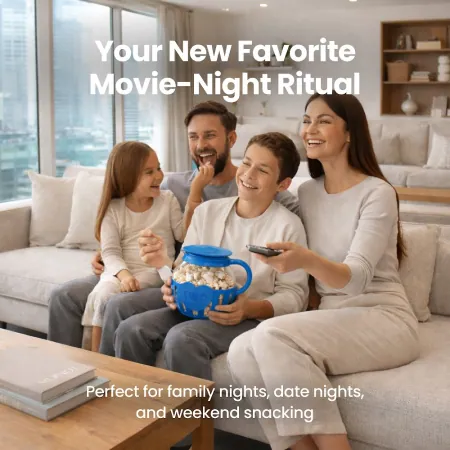 Your New Favorite
Movie-Night Ritual
Perfect for family nights, date nights,
and weekend snacking